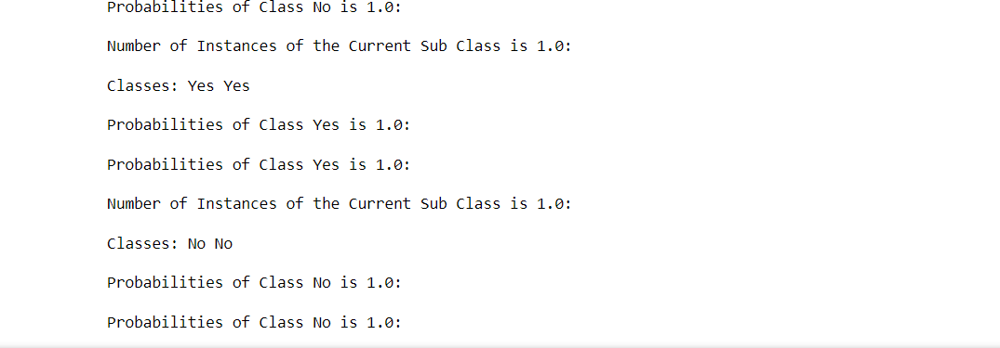 Probabilities of Class No is 1.0:
Number of Instances of the Current Sub Class is 1.0:
Classes: Yes Yes
Probabilities of Class Yes is 1.0:
Probabilities of Class Yes is 1.0:
Number of Instances of the Current Sub Class is 1.0:
Classes: No No
Probabilities of Class No is 1.0:
Probabilities of Class No is 1.0: